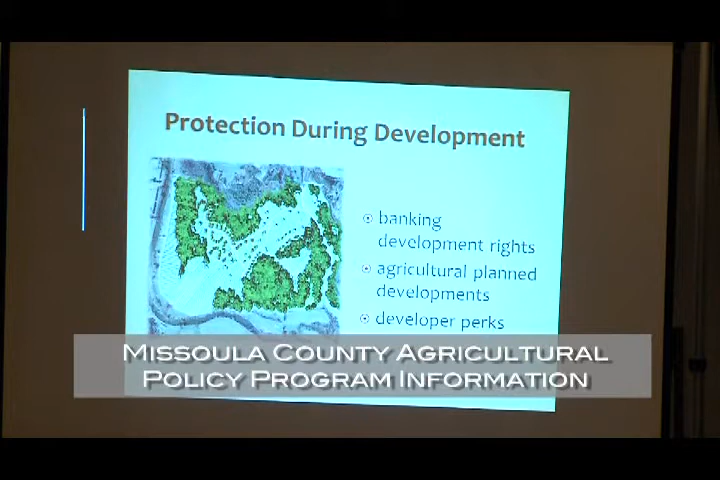 Protection During Development
banking
development rights
agricultural planned
developments
developer perks
Missoula County Agricultural
Policy Program Information